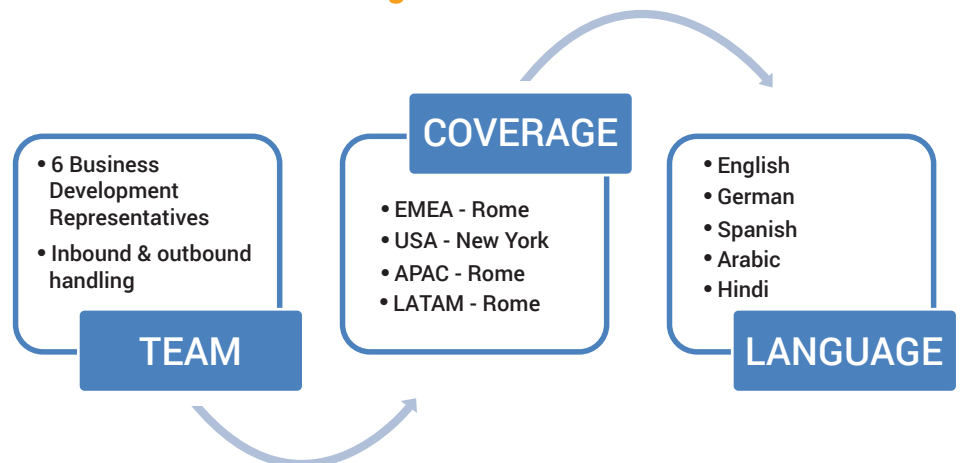 • 6 Business
Development
Representatives
• Inbound & outbound
handling
TEAM
COVERAGE
• EMEA - Rome
• USA - New York
• APAC - Rome
• LATAM - Rome
• English
• German
• Spanish
• Arabic
• Hindi
LANGUAGE